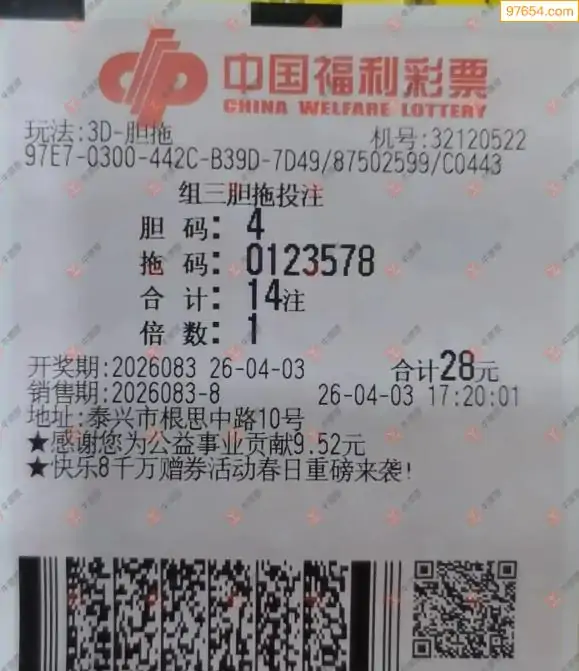 97654.com
中国福利彩票
CHINA WELFARE LOTTERY
玩法:3D-胆拖 机号:32120522
97E7-0300-442C-B39D-7D49/87502599/C0443
组三胆拖投注
胆 码: 4
拖 码: 0123578
合 计: 14注
倍 数: 1
开奖期:2026083 26-04-03 合计28元
销售期:2026083-8 26-04-03 17:20:01
地址:泰兴市根思中路10号
★感谢您为公益事业贡献9.52元
★快乐8千万赠券活动春日重磅来袭!